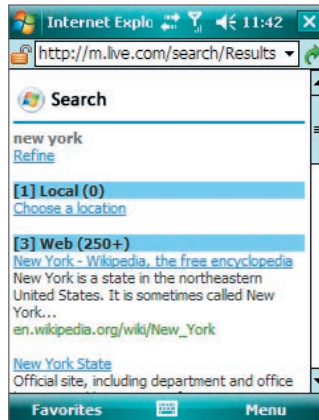 Internet Explo 11:42
http://m.live.com/search/Results
Search
new york
Refine
[1] Local (0)
Choose a location
[3] Web (250+)
New York - Wikipedia, the free encyclopedia
New York is a state in the northeastern
United States. It is sometimes called New
York...
en.wikipedia.org/wiki/New_York
New York State
Official site, including department and office
Favorites Menu